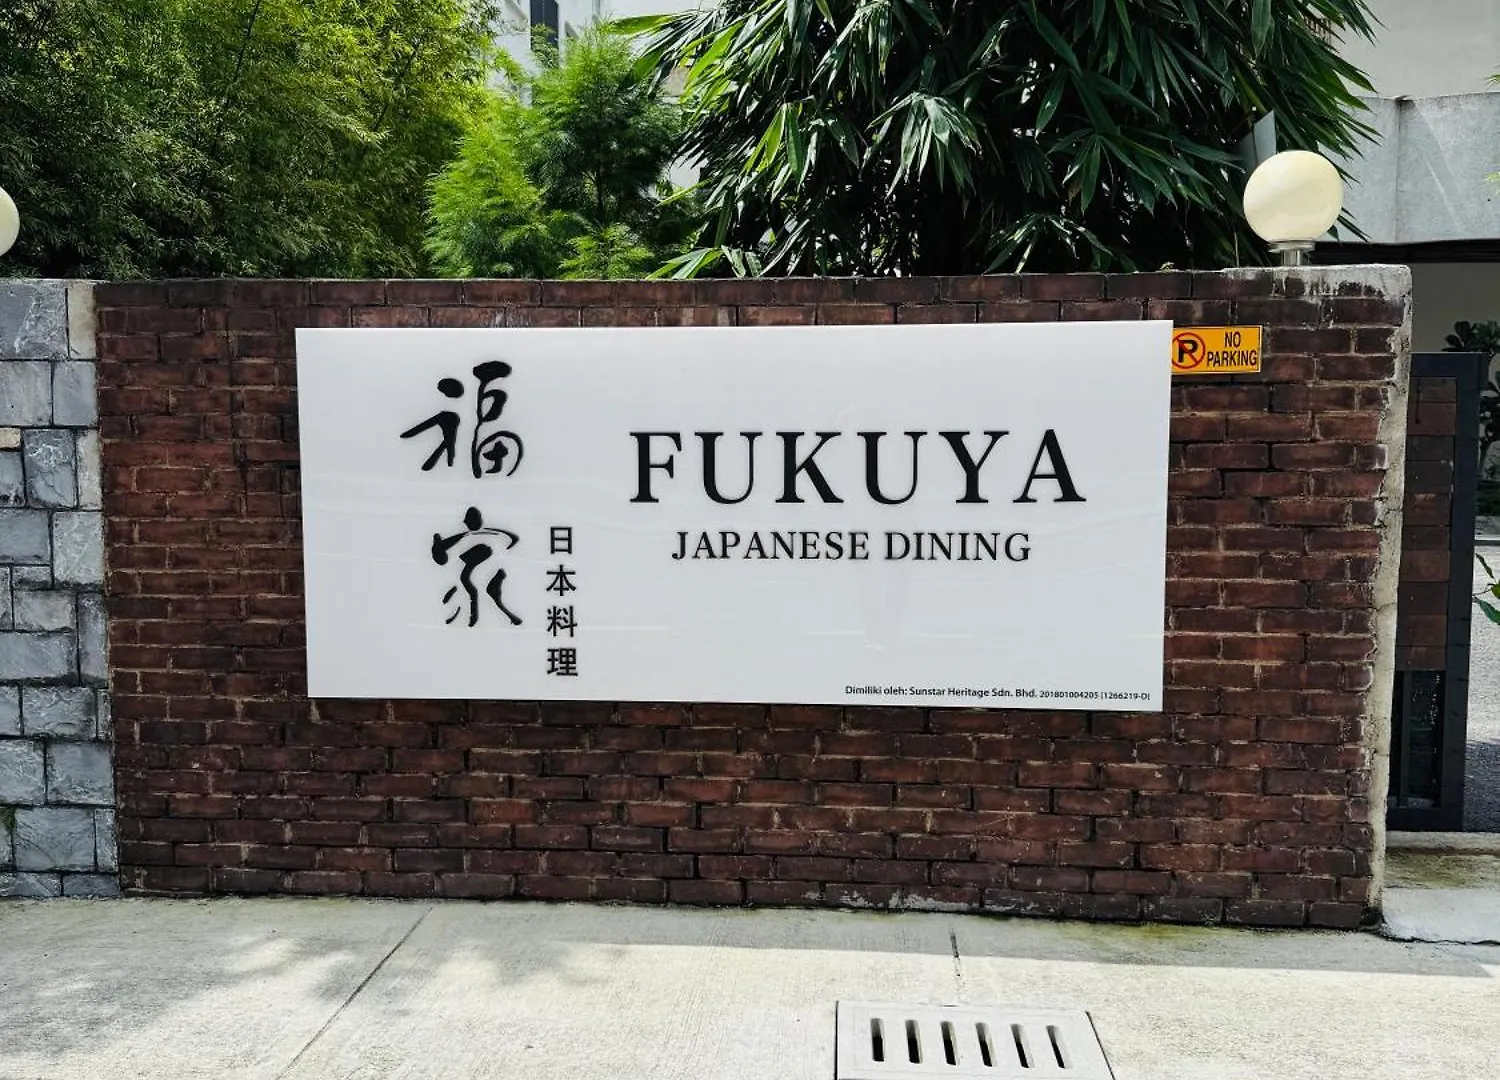 福家
日本料理
FUKUYA
JAPANESE DINING
Dimiliki oleh: Sunstar Heritage Sdn. Bhd. 201801004205 (1266219-D)
P
NO
PARKING